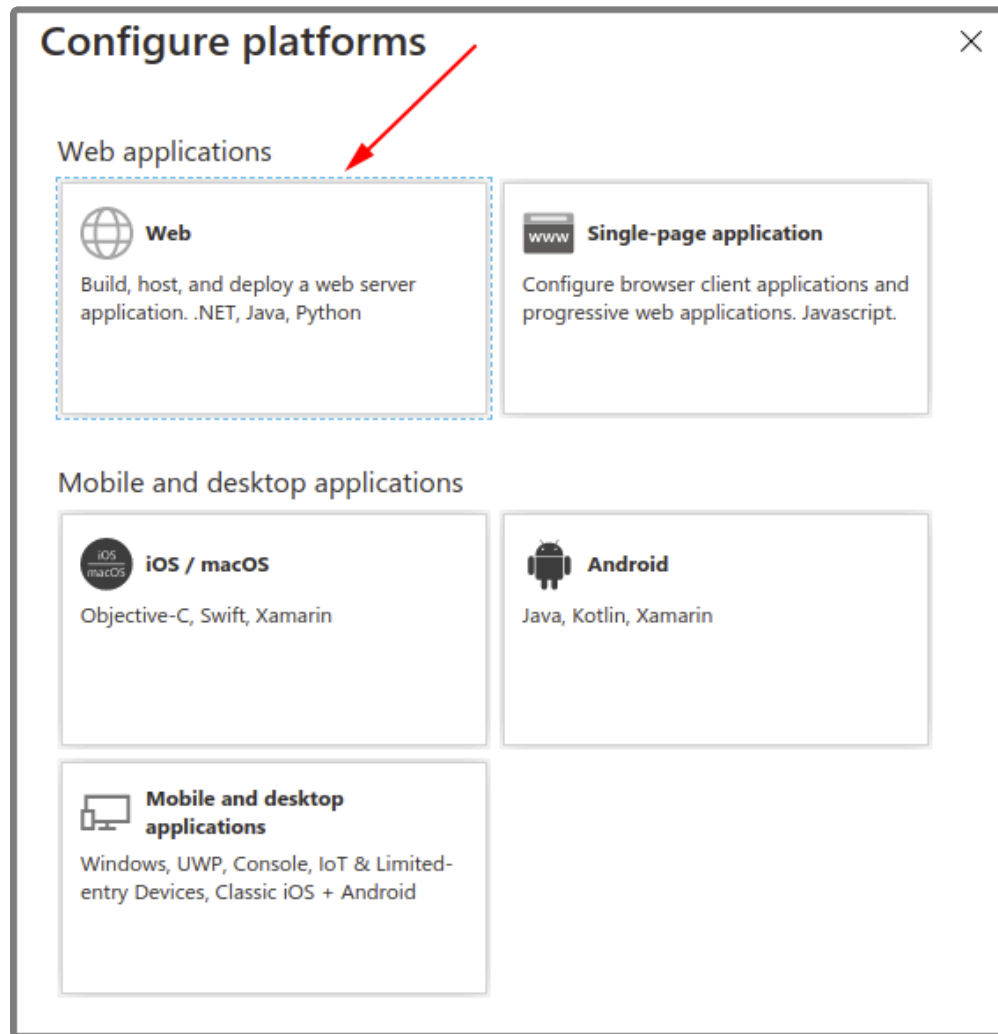 Configure platforms
Web applications
Web
Build, host, and deploy a web server
application. .NET, Java, Python
www
Single-page application
Configure browser client applications and
progressive web applications. Javascript.
Mobile and desktop applications
iOS
macOS
iOS / macOS
Objective-C, Swift, Xamarin
Android
Java, Kotlin, Xamarin
Mobile and desktop
applications
Windows, UWP, Console, IoT & Limited-
entry Devices, Classic iOS + Android